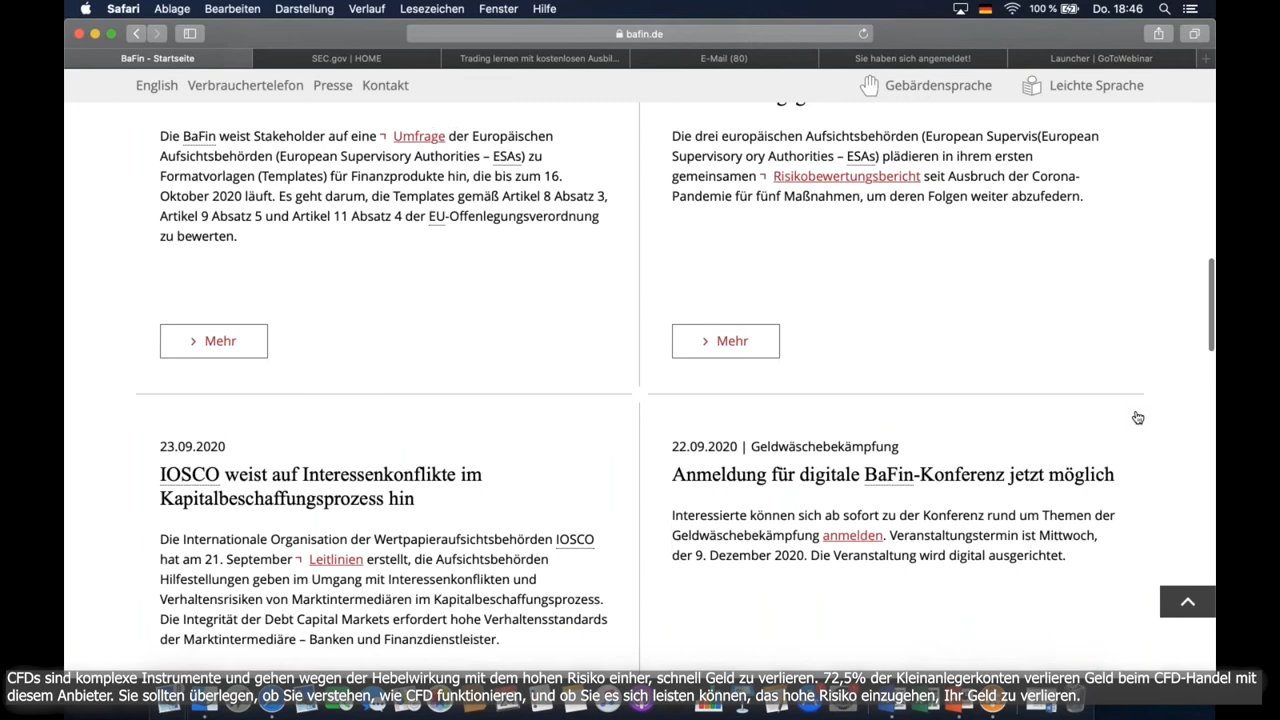 Safari Ablage Bearbeiten Darstellung Verlauf Lesezeichen Fenster Hilfe 100 % Do. 18:46
bafin.de
BaFin - Startseite SEC.gov | HOME Trading lernen mit kostenlosen Ausbil... E-Mail (80) Sie haben sich angemeldet! Launcher | GoToWebinar
English Verbrauchertelefon Presse Kontakt Gebärdensprache Leichte Sprache
Die BaFin weist Stakeholder auf eine Umfrage der Europäischen
Aufsichtsbehörden (European Supervisory Authorities – ESAs) zu
Formatvorlagen (Templates) für Finanzprodukte hin, die bis zum 16.
Oktober 2020 läuft. Es geht darum, die Templates gemäß Artikel 8 Absatz 3,
Artikel 9 Absatz 5 und Artikel 11 Absatz 4 der EU-Offenlegungsverordnung
zu bewerten.
Mehr
Die drei europäischen Aufsichtsbehörden (European Supervis(European
Supervisory ory Authorities – ESAs) plädieren in ihrem ersten
gemeinsamen Risikobewertungsbericht seit Ausbruch der Corona-
Pandemie für fünf Maßnahmen, um deren Folgen weiter abzufedern.
Mehr
23.09.2020
IOSCO weist auf Interessenkonflikte im
Kapitalbeschaffungsprozess hin
Die Internationale Organisation der Wertpapieraufsichtsbehörden IOSCO
hat am 21. September Leitlinien erstellt, die Aufsichtsbehörden
Hilfestellungen geben im Umgang mit Interessenkonflikten und
Verhaltensrisiken von Marktintermediären im Kapitalbeschaffungsprozess.
Die Integrität der Debt Capital Markets erfordert hohe Verhaltensstandards
der Marktintermediäre – Banken und Finanzdienstleister.
22.09.2020 | Geldwäschebekämpfung
Anmeldung für digitale BaFin-Konferenz jetzt möglich
Interessierte können sich ab sofort zu der Konferenz rund um Themen der
Geldwäschebekämpfung anmelden. Veranstaltungstermin ist Mittwoch,
der 9. Dezember 2020. Die Veranstaltung wird digital ausgerichtet.
CFDs sind komplexe Instrumente und gehen wegen der Hebelwirkung mit dem hohen Risiko einher, schnell Geld zu verlieren. 72,5% der Kleinanlegerkonten verlieren Geld beim CFD-Handel mit
diesem Anbieter. Sie sollten überlegen, ob Sie verstehen, wie CFD funktionieren, und ob Sie es sich leisten können, das hohe Risiko einzugehen, Ihr Geld zu verlieren.